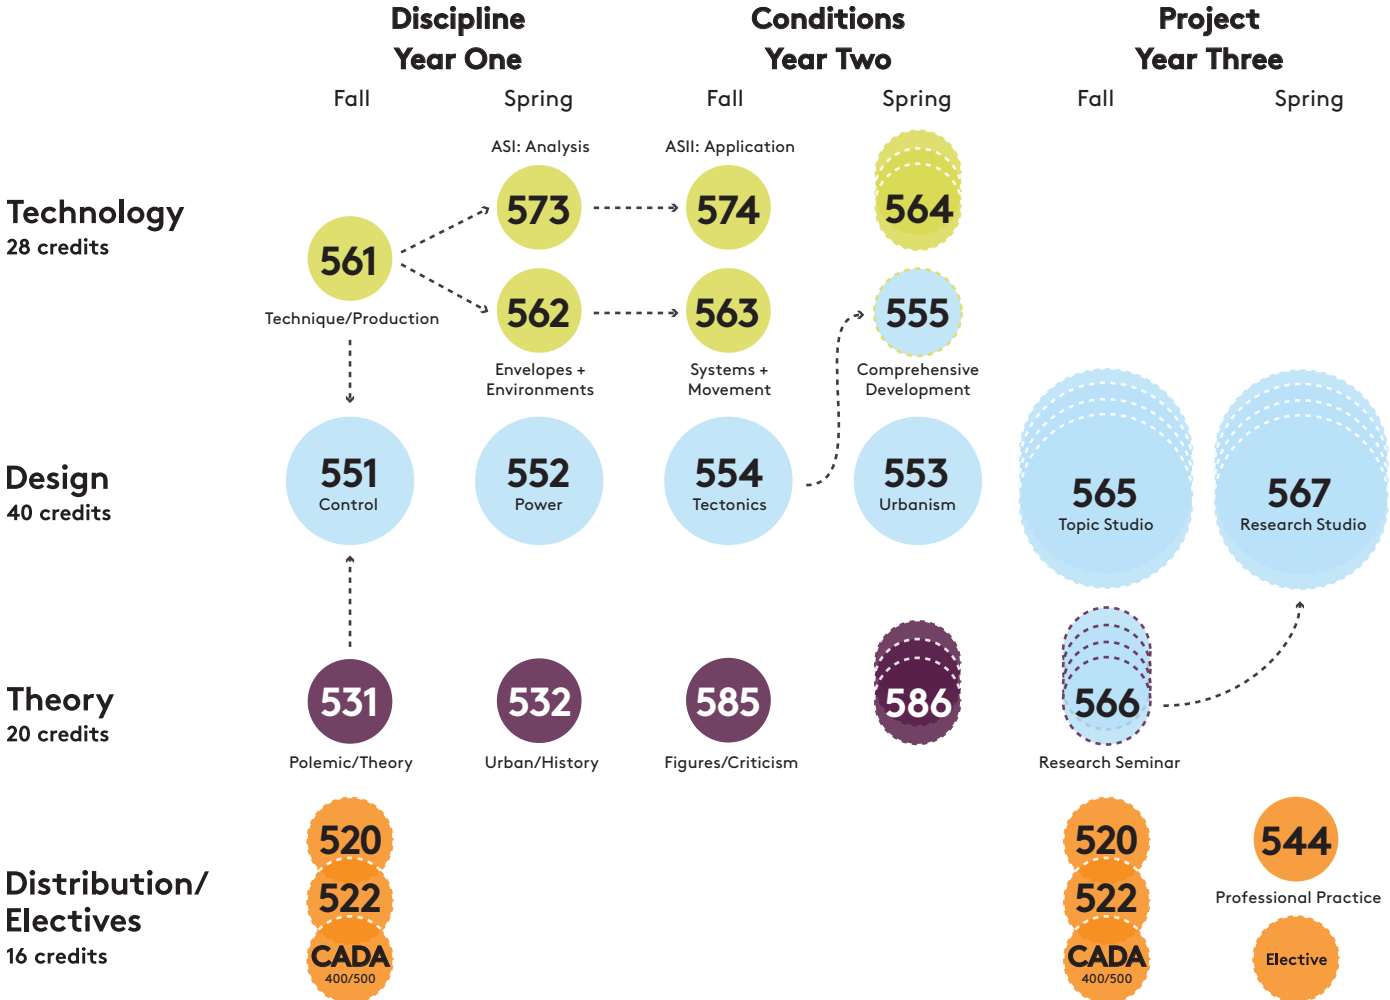 Discipline
Year One
Conditions
Year Two
Project
Year Three
Fall
Spring
Fall
Spring
Fall
Spring
Technology
28 credits
ASI: Analysis
ASII: Application
573
574
564
561
Technique/Production
562
563
555
Envelopes +
Environments
Systems +
Movement
Comprehensive
Development
Design
40 credits
551
Control
552
Power
554
Tectonics
553
Urbanism
565
Topic Studio
567
Research Studio
Theory
20 credits
531
Polemic/Theory
532
Urban/History
585
Figures/Criticism
586
566
Research Seminar
Distribution/
Electives
16 credits
520
522
CADA
400/500
520
522
CADA
400/500
544
Professional Practice
Elective